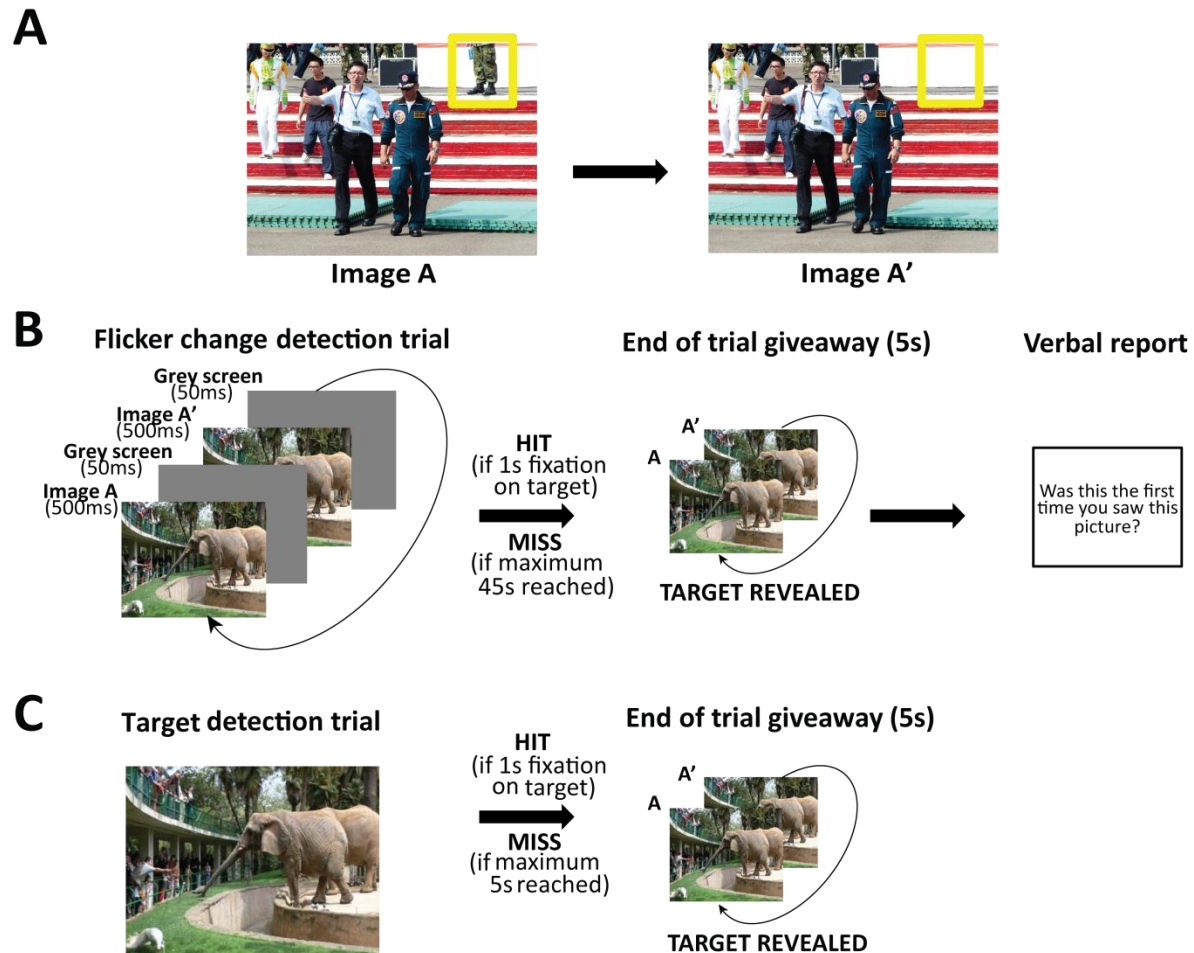 A
Image A
Image A’
B
Flicker change detection trial
Grey screen
(50ms)
Image A’
(500ms)
Grey screen
(50ms)
Image A
(500ms)
HIT
(if 1s fixation
on target)
MISS
(if maximum
45s reached)
End of trial giveaway (5s)
A’
A
TARGET REVEALED
Verbal report
Was this the first
time you saw this
picture?
C
Target detection trial
HIT
(if 1s fixation
on target)
MISS
(if maximum
5s reached)
End of trial giveaway (5s)
A’
A
TARGET REVEALED